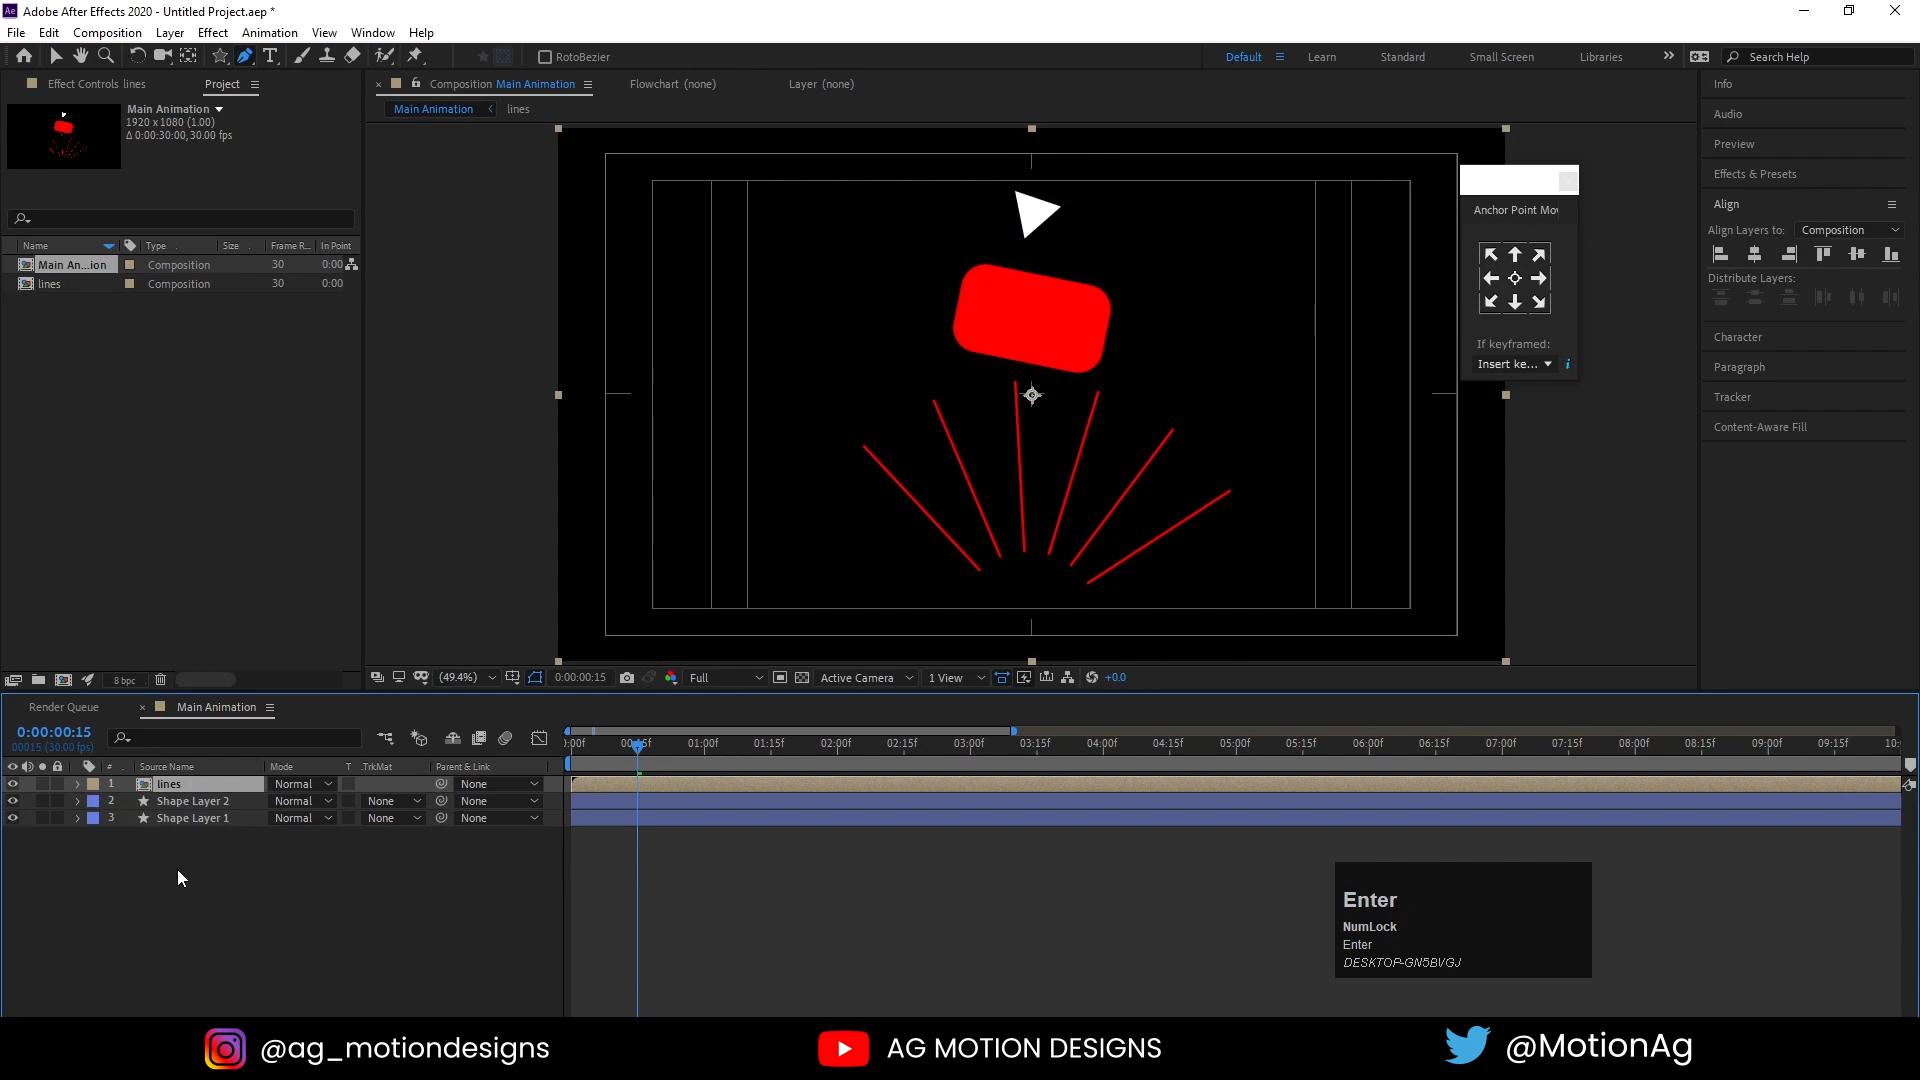 Adobe After Effects 2020 - Untitled Project.aep *
File Edit Composition Layer Effect Animation View Window Help
RotoBezier
Default Learn Standard Small Screen Libraries Search Help
Effect Controls lines Project
Composition Main Animation Flowchart (none) Layer (none)
Main Animation lines
Main Animation
1920 x 1080 (1.00)
Δ 0:00:30:00, 30.00 fps
Name Type Size Frame R... In Point
Main An...ion Composition 30 0:00
lines Composition 30 0:00
8 bpc
Anchor Point Mov
If keyframed:
Insert ke...
Info
Audio
Preview
Effects & Presets
Align
Align Layers to: Composition
Distribute Layers:
Character
Paragraph
Tracker
Content-Aware Fill
(49.4%) 0:00:00:15 Full Active Camera 1 View +0.0
Render Queue Main Animation
0:00:00:15
00015 (30.00 fps)
:00f 00:15f 01:00f 01:15f 02:00f 02:15f 03:00f 03:15f 04:00f 04:15f 05:00f 05:15f 06:00f 06:15f 07:00f 07:15f 08:00f 08:15f 09:00f 09:15f 10:
# Source Name Mode T .TrkMat Parent & Link
1 lines Normal None
2 Shape Layer 2 Normal None None
3 Shape Layer 1 Normal None None
Enter
NumLock
Enter
DESKTOP-GN5BVGJ
@ag_motiondesigns AG MOTION DESIGNS @MotionAg